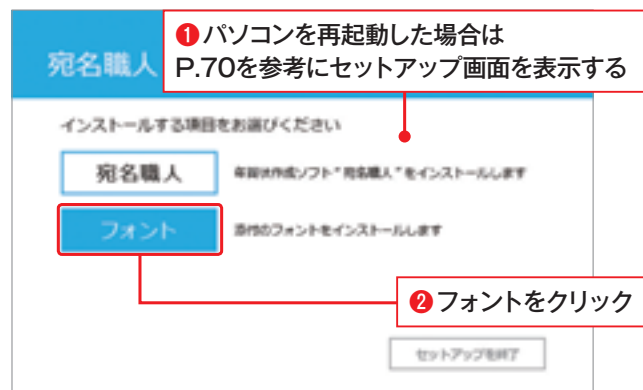 ❶パソコンを再起動した場合は
P.70を参考にセットアップ画面を表示する
宛名職人
インストールする項目をお選びください
宛名職人
年賀状作成ソフト"宛名職人"をインストールします
フォント
添付のフォントをインストールします
❷フォントをクリック
セットアップを終了